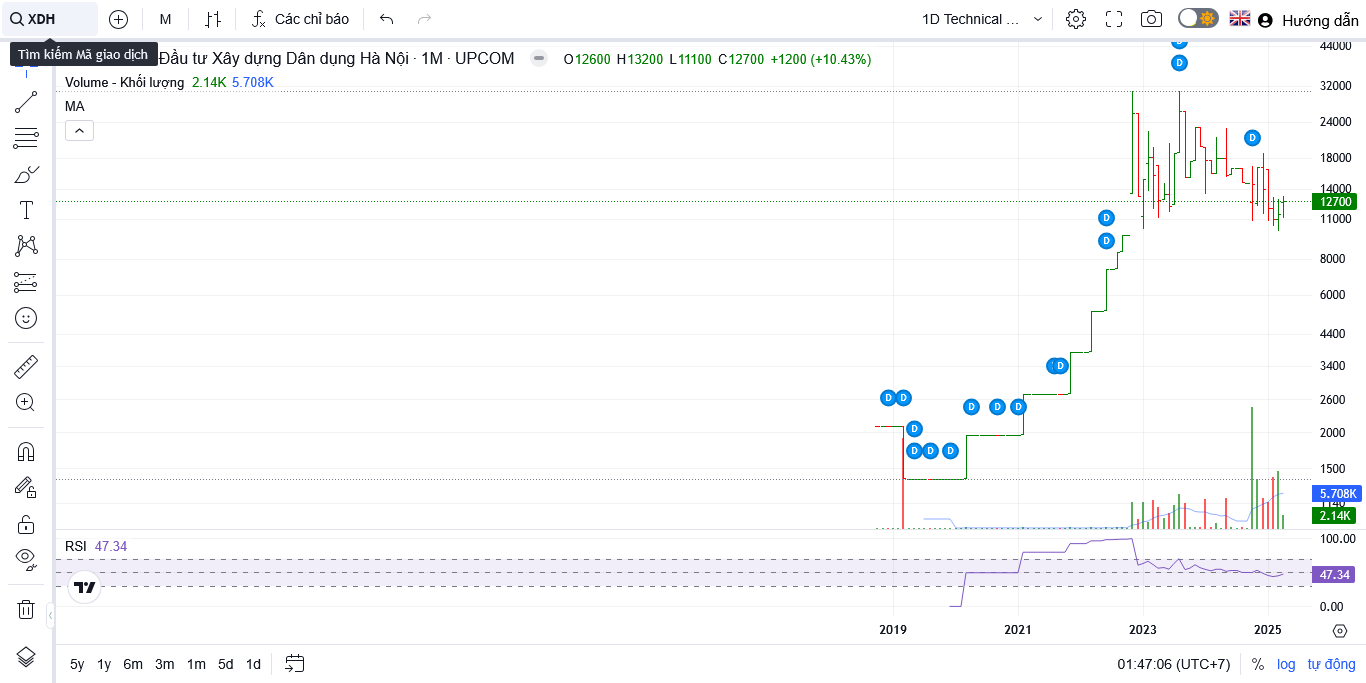 XDH
M
Các chỉ báo
1D Technical ...
Hướng dẫn
Tìm kiếm Mã giao dịch
Đầu tư Xây dựng Dân dụng Hà Nội · 1M · UPCOM
O12600 H13200 L11100 C12700 +1200 (+10.43%)
Volume - Khối lượng 2.14K 5.708K
MA
D
D
D
D
D
D D
D
D D D
D D D
D
44000
32000
24000
18000
14000
12700
11000
8000
6000
4400
3400
2600
2000
1500
5.708K
1140
2.14K
RSI 47.34
100.00
47.34
0.00
2019 2021 2023 2025
5y 1y 6m 3m 1m 5d 1d
01:47:06 (UTC+7) % log tự động